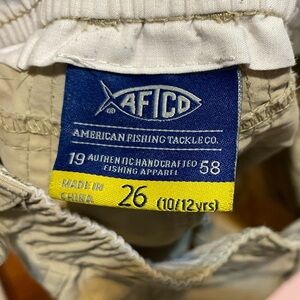 AFTCO
AMERICAN FISHING TACKLE CO.
19 AUTHENTIC HANDCRAFTED 58
FISHING APPAREL
MADE IN
CHINA
26 (10/12yrs)